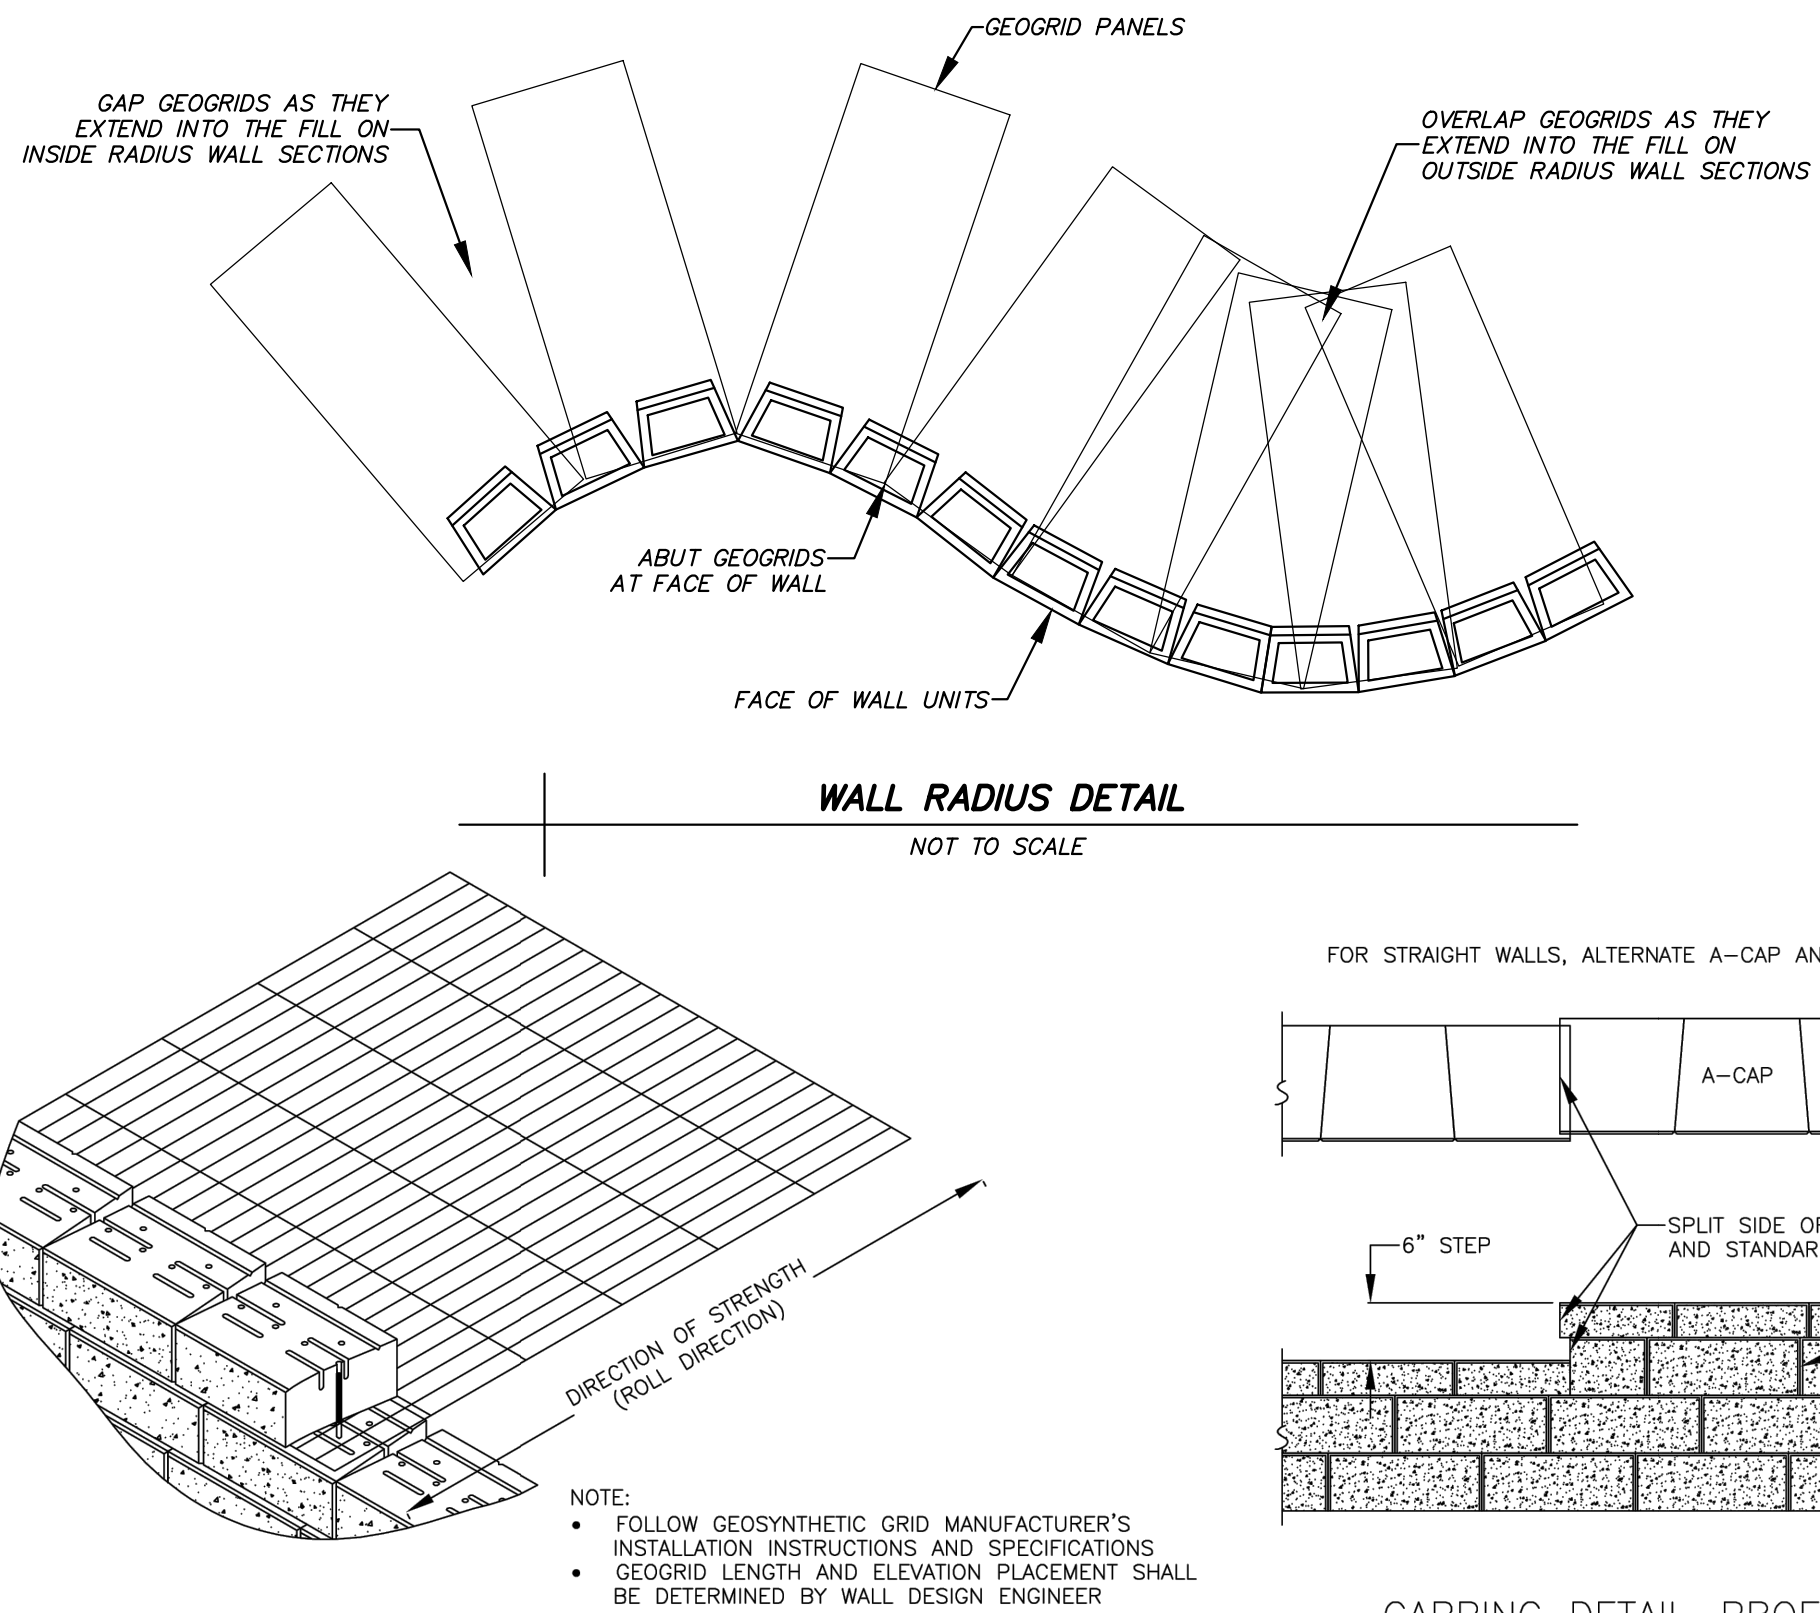 GEOGRID PANELS
GAP GEOGRIDS AS THEY
EXTEND INTO THE FILL ON
INSIDE RADIUS WALL SECTIONS
OVERLAP GEOGRIDS AS THEY
EXTEND INTO THE FILL ON
OUTSIDE RADIUS WALL SECTIONS
ABUT GEOGRIDS
AT FACE OF WALL
FACE OF WALL UNITS
WALL RADIUS DETAIL
NOT TO SCALE
DIRECTION OF STRENGTH
(ROLL DIRECTION)
NOTE:
• FOLLOW GEOSYNTHETIC GRID MANUFACTURER'S
INSTALLATION INSTRUCTIONS AND SPECIFICATIONS
• GEOGRID LENGTH AND ELEVATION PLACEMENT SHALL
BE DETERMINED BY WALL DESIGN ENGINEER
FOR STRAIGHT WALLS, ALTERNATE A-CAP
A-CAP
6" STEP
SPLIT SIDE
AND
CAPPING DETAIL